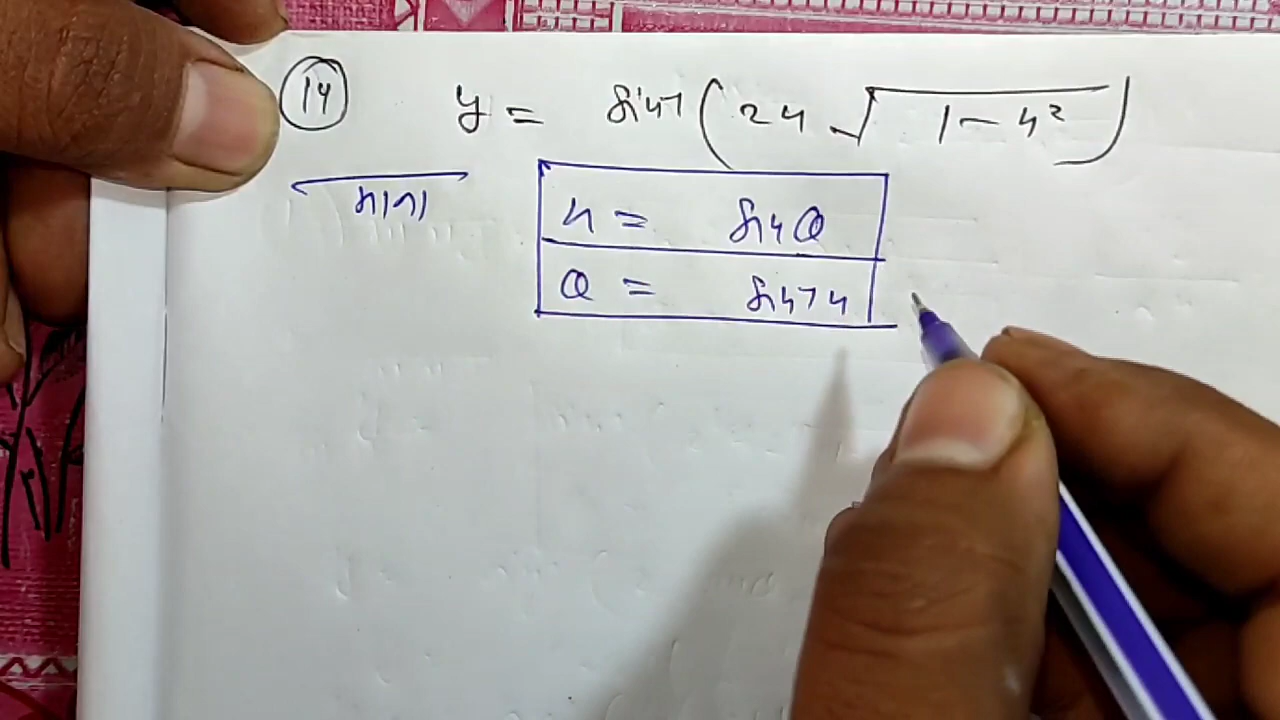 14 y = sin⁻¹(2x √1-x²)
माना
x = sinθ
θ = sin⁻¹x